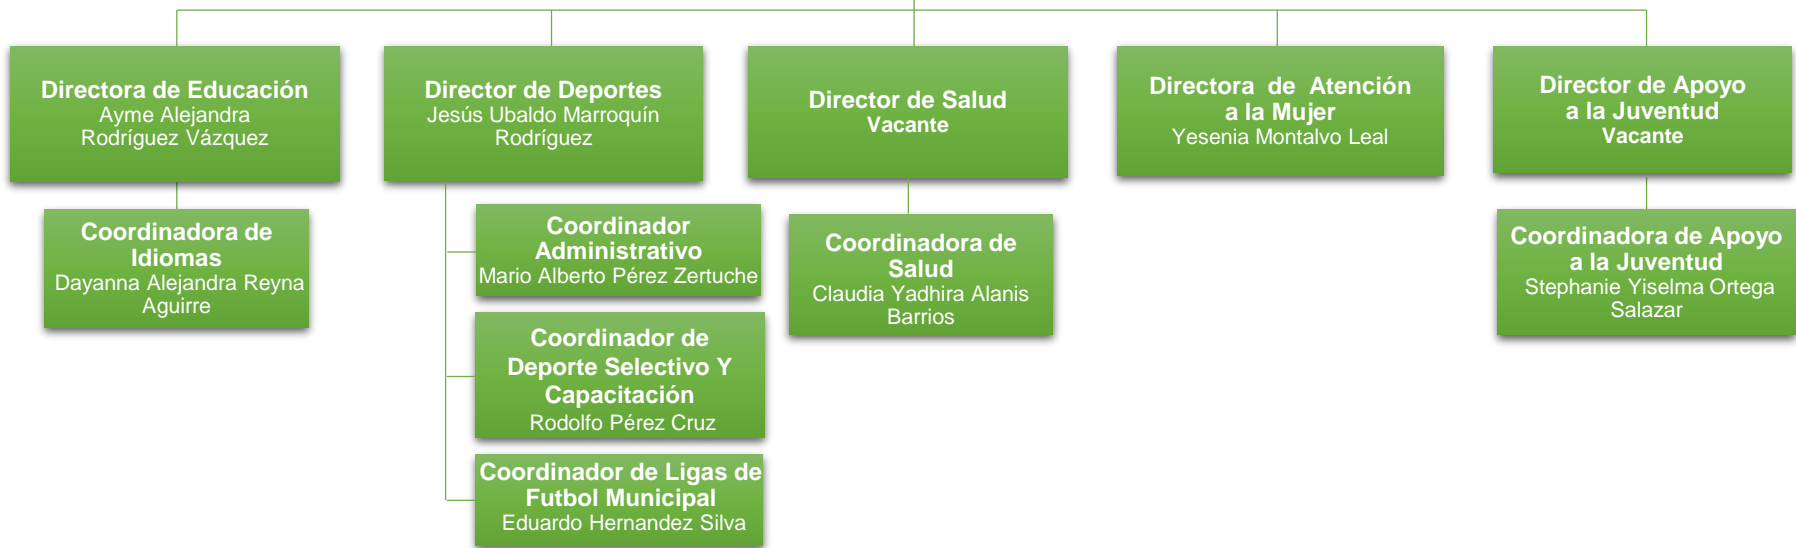 Directora de Educación
Ayme Alejandra
Rodríguez Vázquez
Director de Deportes
Jesús Ubaldo Marroquín
Rodríguez
Director de Salud
Vacante
Directora de Atención
a la Mujer
Yesenia Montalvo Leal
Director de Apoyo
a la Juventud
Vacante
Coordinadora de
Idiomas
Dayanna Alejandra Reyna
Aguirre
Coordinador
Administrativo
Mario Alberto Pérez Zertuche
Coordinador de
Deporte Selectivo Y
Capacitación
Rodolfo Pérez Cruz
Coordinador de Ligas de
Futbol Municipal
Eduardo Hernandez Silva
Coordinadora de
Salud
Claudia Yadhira Alanis
Barrios
Coordinadora de Apoyo
a la Juventud
Stephanie Yiselma Ortega
Salazar